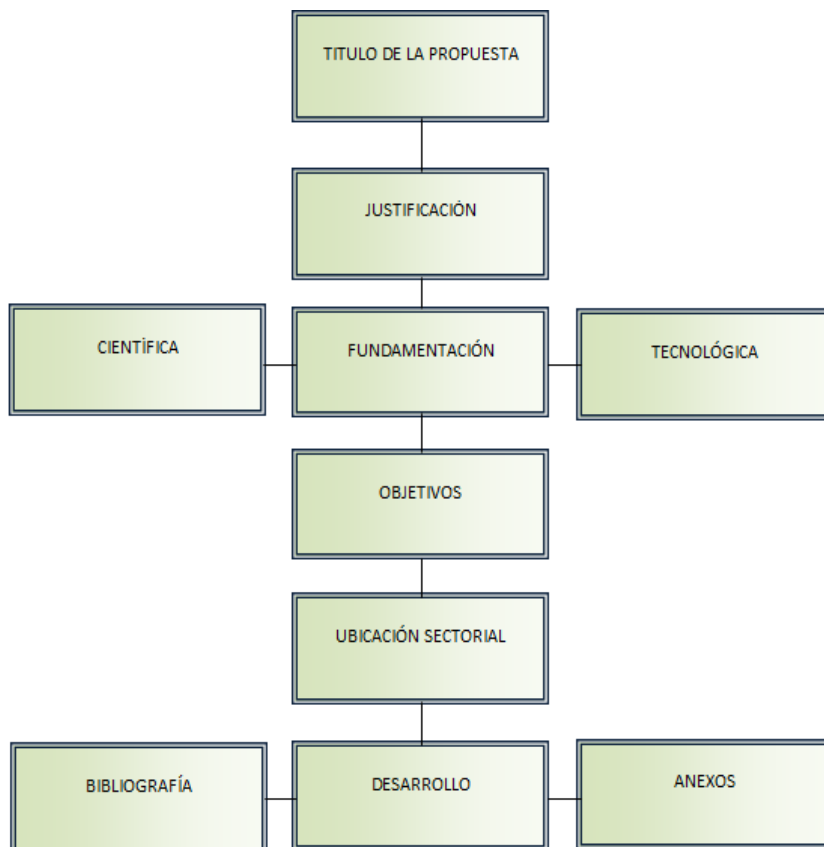 TITULO DE LA PROPUESTA
JUSTIFICACIÓN
CIENTÍFICA
FUNDAMENTACIÓN
TECNOLÓGICA
OBJETIVOS
UBICACIÓN SECTORIAL
BIBLIOGRAFÍA
DESARROLLO
ANEXOS